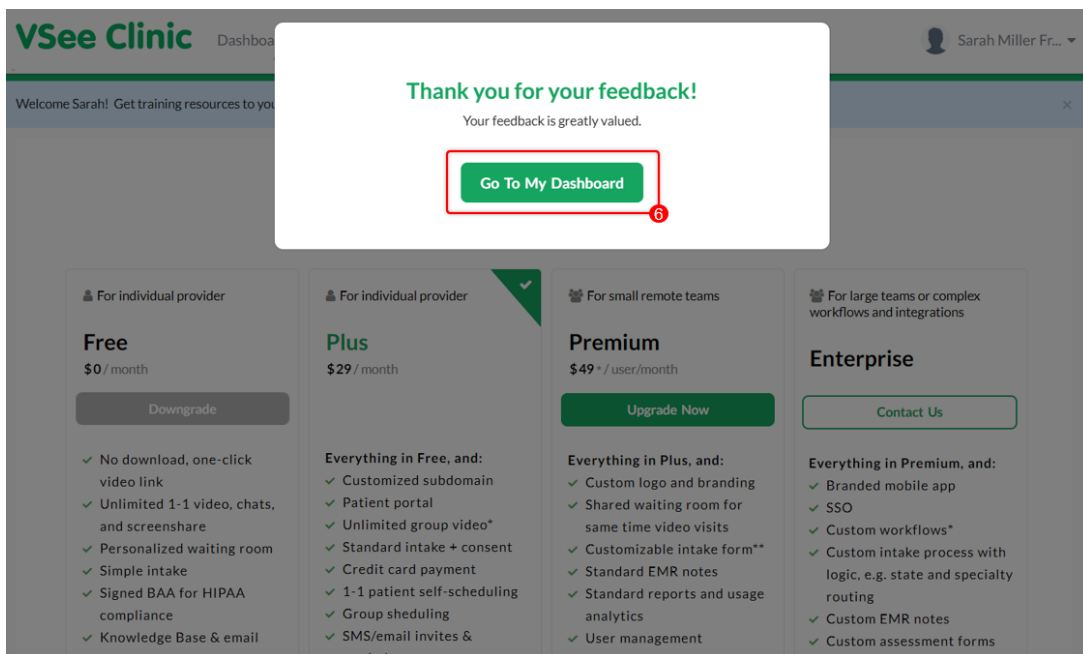 VSee Clinic Dashboa
Sarah Miller Fr...
Welcome Sarah! Get training resources to you
×
Thank you for your feedback!
Your feedback is greatly valued.
Go To My Dashboard
6
For individual provider
Free
$0 / month
Downgrade
No download, one-click
video link
Unlimited 1-1 video, chats,
and screenshare
Personalized waiting room
Simple intake
Signed BAA for HIPAA
compliance
Knowledge Base & email
For individual provider
Plus
$29 / month
Everything in Free, and:
Customized subdomain
Patient portal
Unlimited group video*
Standard intake + consent
Credit card payment
1-1 patient self-scheduling
Group sheduling
SMS/email invites &
For small remote teams
Premium
$49 * / user/month
Upgrade Now
Everything in Plus, and:
Custom logo and branding
Shared waiting room for
same time video visits
Customizable intake form**
Standard EMR notes
Standard reports and usage
analytics
User management
For large teams or complex
workflows and integrations
Enterprise
Contact Us
Everything in Premium, and:
Branded mobile app
SSO
Custom workflows*
Custom intake process with
logic, e.g. state and specialty
routing
Custom EMR notes
Custom assessment forms